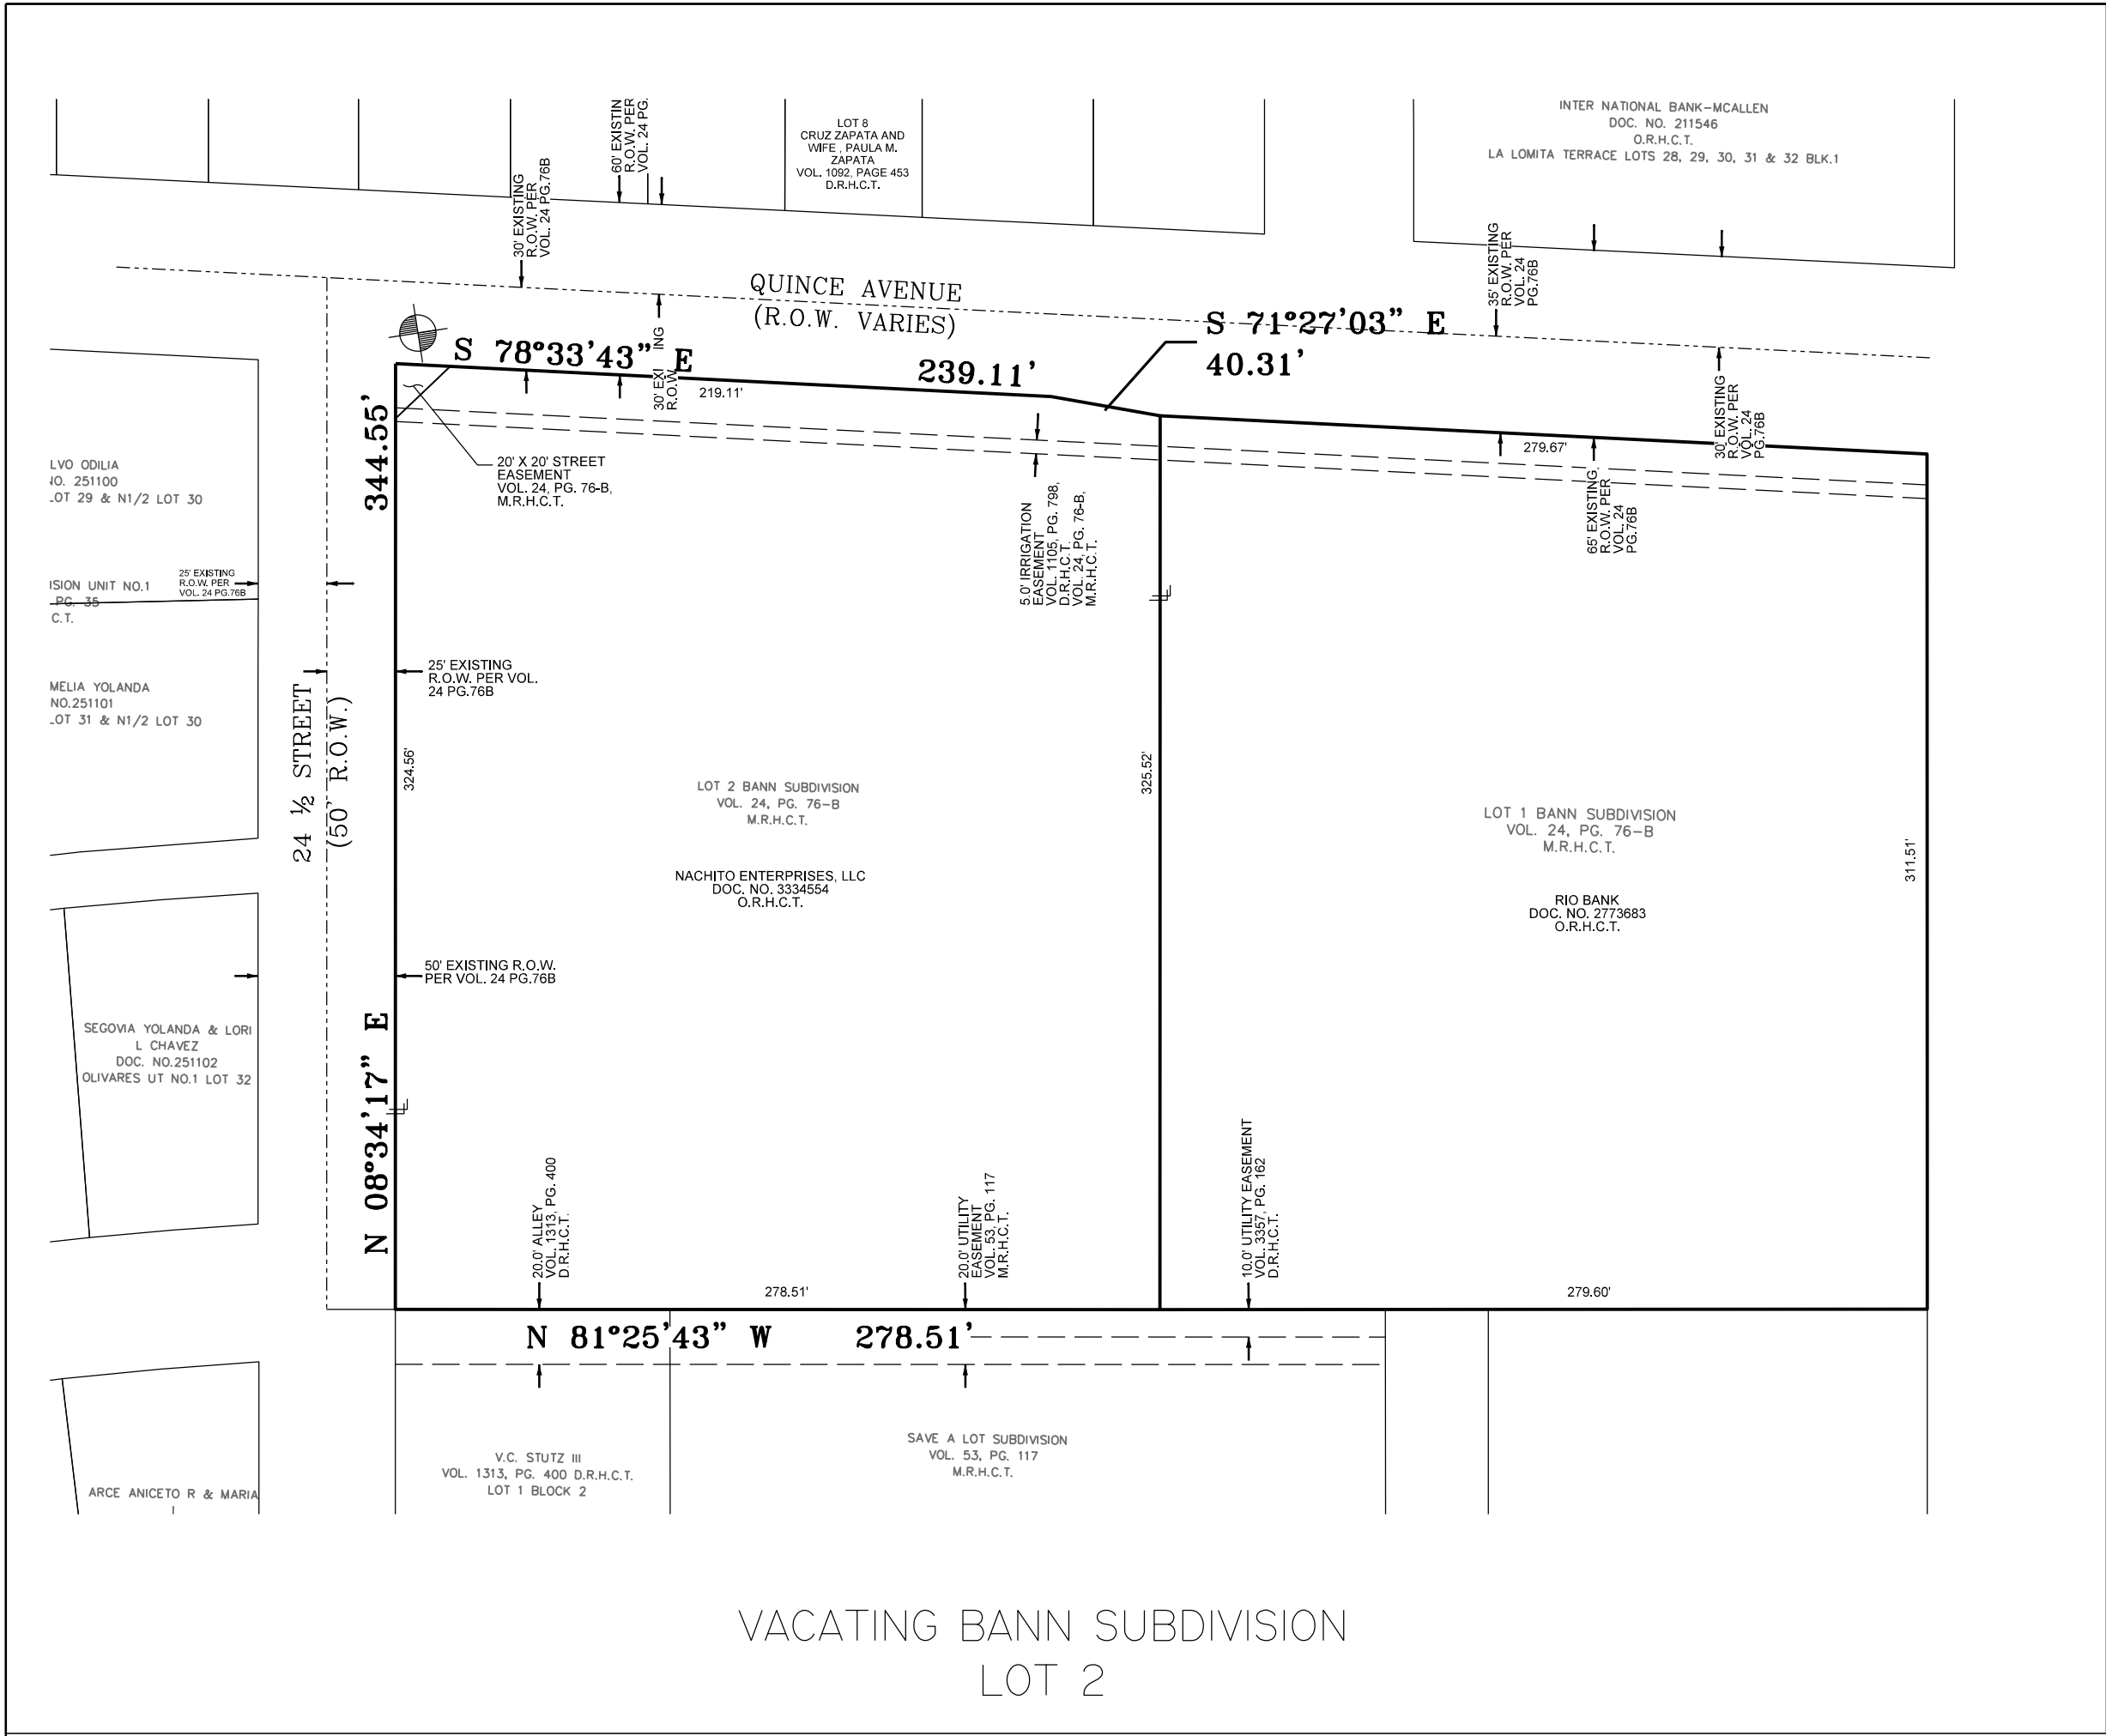 INTER NATIONAL BANK-MCALLEN
DOC. NO. 211546
O.R.H.C.T.
LA LOMITA TERRACE LOTS 28, 29, 30, 31 & 32 BLK.1
LOT 8
CRUZ ZAPATA AND
WIFE , PAULA M.
ZAPATA
VOL. 1092, PAGE 453
D.R.H.C.T.
60' EXISTIN
R.O.W. PER
VOL. 24 PG.
30' EXISTING
R.O.W. PER
VOL. 24 PG.76B
35' EXISTING
R.O.W. PER
VOL. 24
PG.76B
QUINCE AVENUE
(R.O.W. VARIES)
S 71°27'03" E
40.31'
S 78°33'43" E
239.11'
219.11'
30' EXI ING
R.O.W.
30' EXISTING
R.O.W. PER
VOL. 24
PG.76B
279.67'
65' EXISTING
R.O.W. PER
VOL. 24
PG.76B
344.55'
20' X 20' STREET
EASEMENT
VOL. 24, PG. 76-B,
M.R.H.C.T.
5.0' IRRIGATION
EASEMENT
VOL. 1105, PG. 798,
D.R.H.C.T.
VOL. 24, PG. 76-B,
M.R.H.C.T.
LVO ODILIA
NO. 251100
LOT 29 & N1/2 LOT 30
25' EXISTING
R.O.W. PER
VOL. 24 PG.76B
ISION UNIT NO.1
PG. 35
C.T.
MELIA YOLANDA
NO.251101
LOT 31 & N1/2 LOT 30
25' EXISTING
R.O.W. PER VOL.
24 PG.76B
24 ½ STREET
(50' R.O.W.)
324.56'
325.52'
311.51'
LOT 2 BANN SUBDIVISION
VOL. 24, PG. 76-B
M.R.H.C.T.
NACHITO ENTERPRISES, LLC
DOC. NO. 3334554
O.R.H.C.T.
LOT 1 BANN SUBDIVISION
VOL. 24, PG. 76-B
M.R.H.C.T.
RIO BANK
DOC. NO. 2773683
O.R.H.C.T.
50' EXISTING R.O.W.
PER VOL. 24 PG.76B
N 08°34'17" E
SEGOVIA YOLANDA & LORI
L CHAVEZ
DOC. NO.251102
OLIVARES UT NO.1 LOT 32
20.0' ALLEY
VOL. 1313, PG. 400
D.R.H.C.T.
20.0' UTILITY
EASEMENT
VOL. 53, PG. 117
M.R.H.C.T.
10.0' UTILITY EASEMENT
VOL. 3357, PG. 162
D.R.H.C.T.
278.51'
279.60'
N 81°25'43" W 278.51'
V.C. STUTZ III
VOL. 1313, PG. 400 D.R.H.C.T.
LOT 1 BLOCK 2
SAVE A LOT SUBDIVISION
VOL. 53, PG. 117
M.R.H.C.T.
ARCE ANICETO R & MARIA
I
VACATING BANN SUBDIVISION
LOT 2